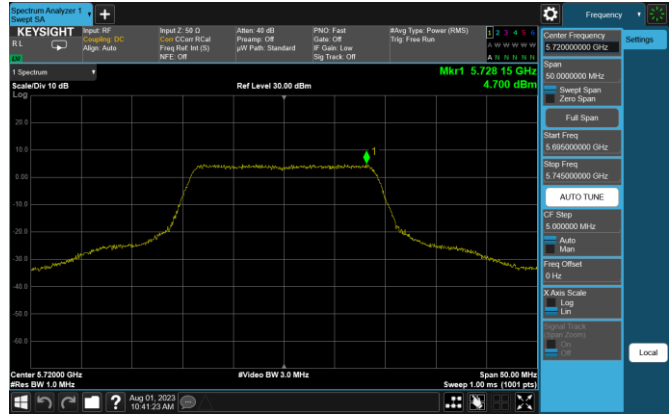 Spectrum Analyzer 1
Swept SA
+
Frequency
KEYSIGHT
RL
Input: RF
Coupling: DC
Align: Auto
Input Z: 50 Ω
Corr CCorr RCal
Freq Ref: Int (S)
NFE: Off
Atten: 40 dB
Preamp: Off
µW Path: Standard
PNO: Fast
Gate: Off
IF Gain: Low
Sig Track: Off
#Avg Type: Power (RMS)
Trig: Free Run
1 2 3 4 5 6
A W W W W W
A N N N N N
1 Spectrum
Scale/Div 10 dB
Log
Ref Level 30.00 dBm
Mkr1 5.728 15 GHz
4.700 dBm
20.0
10.0
0.00
-10.0
-20.0
-30.0
-40.0
-50.0
-60.0
1
Center 5.72000 GHz
#Res BW 1.0 MHz
#Video BW 3.0 MHz
Span 50.00 MHz
Sweep 1.00 ms (1001 pts)
Aug 01, 2023
10:41:23 AM
?
Center Frequency
5.720000000 GHz
Span
50.0000000 MHz
Swept Span
Zero Span
Full Span
Start Freq
5.695000000 GHz
Stop Freq
5.745000000 GHz
AUTO TUNE
CF Step
5.000000 MHz
Auto
Man
Freq Offset
0 Hz
X Axis Scale
Log
Lin
Signal Track
(Span Zoom)
On
Off
Settings
Local